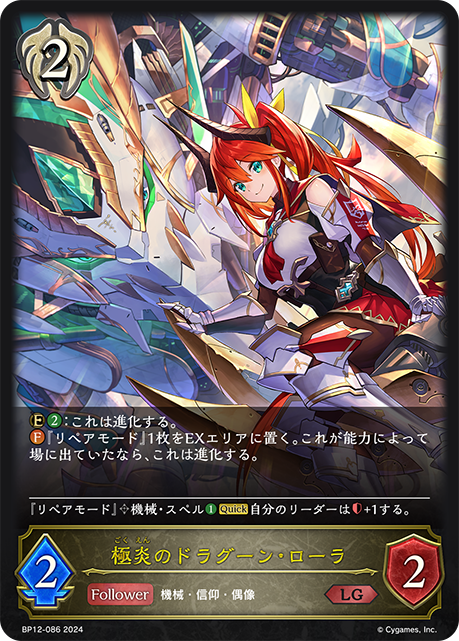 2
E 2:これは進化する。
F 『リペアモード』1枚をEXエリアに置く。これが能力によって
場に出ていたなら、これは進化する。
『リペアモード』機械・スペル 1 Quick 自分のリーダーは+1する。
ごくえん
極炎のドラグーン・ローラ
2
Follower 機械・信仰・偶像 LG
2
BP12-086 2024 © Cygames, Inc.